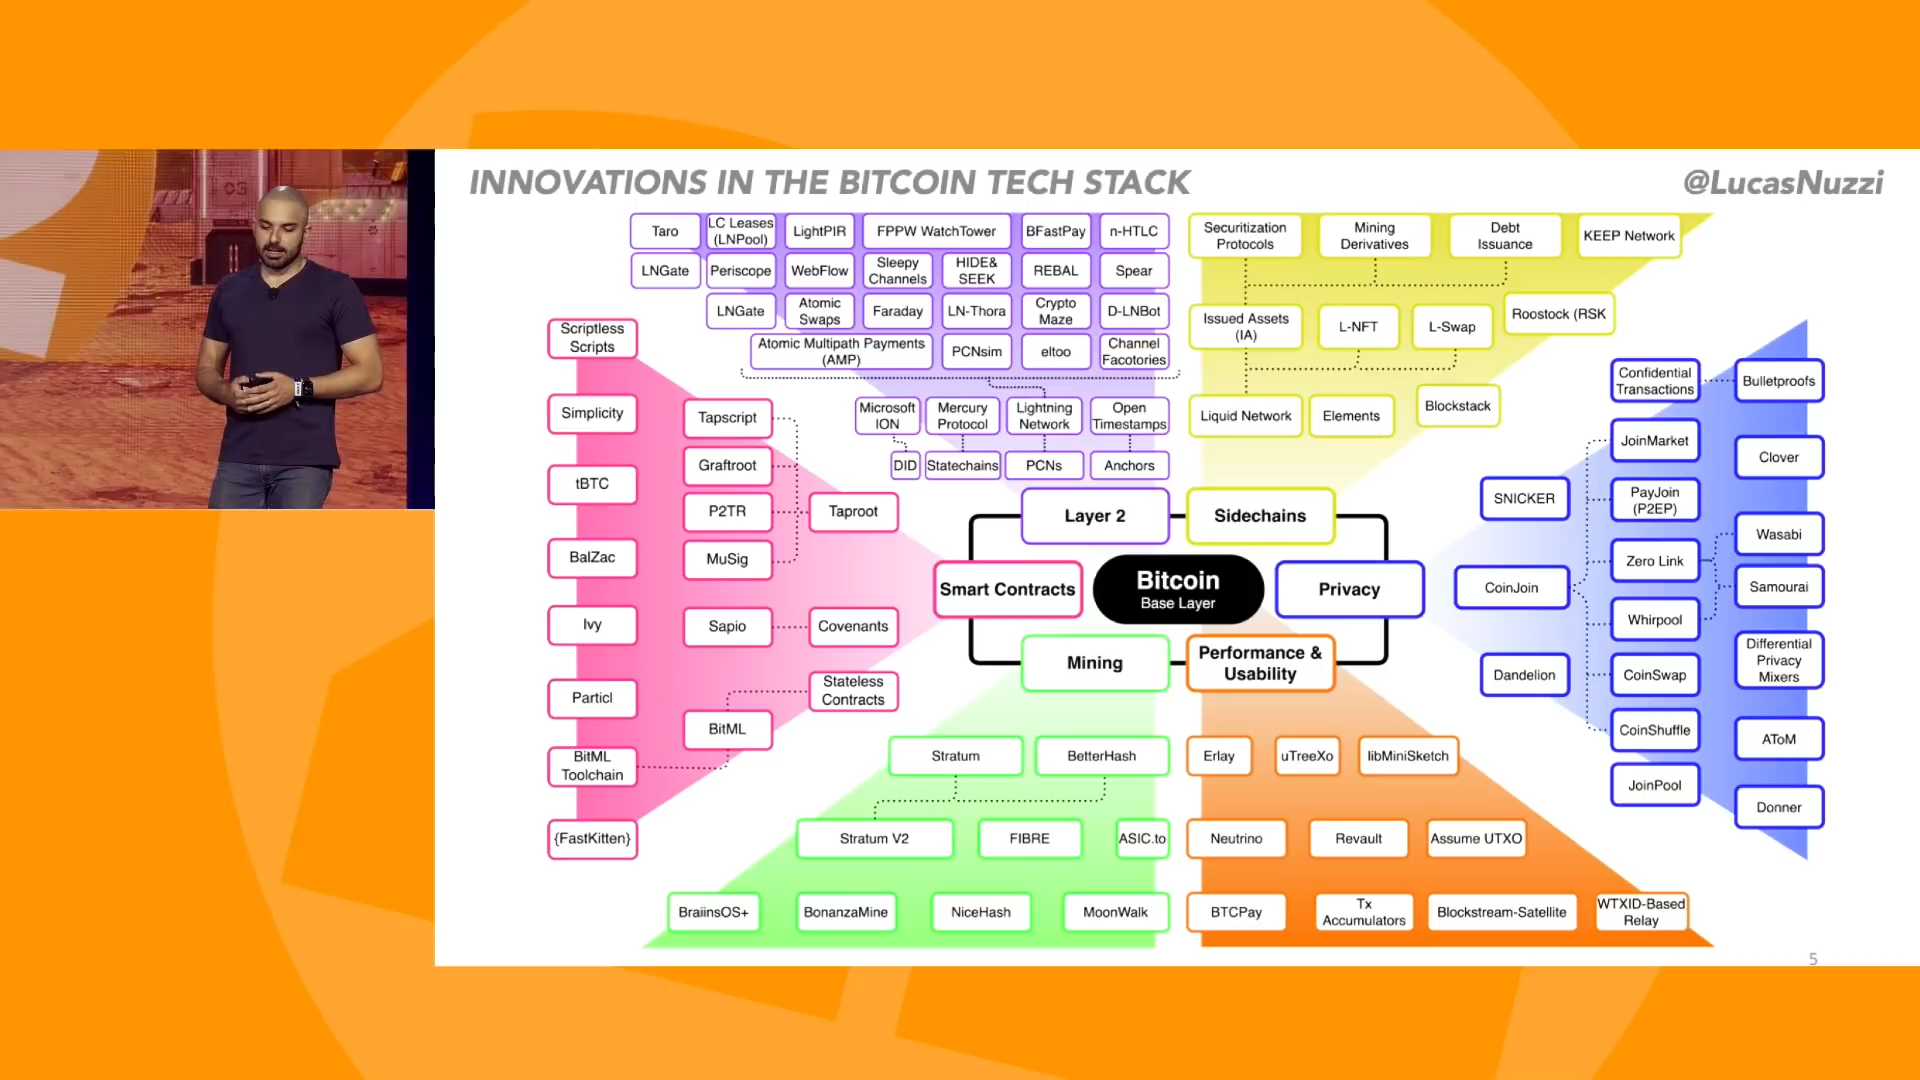 INNOVATIONS IN THE BITCOIN TECH STACK
@LucasNuzzi
Taro
LC Leases
(LNPool)
LightPIR
FPPW WatchTower
BFastPay
n-HTLC
LNGate
Periscope
WebFlow
Sleepy
Channels
HIDE&
SEEK
REBAL
Spear
LNGate
Atomic
Swaps
Faraday
LN-Thora
Crypto
Maze
D-LNBot
Atomic Multipath Payments
(AMP)
PCNsim
eltoo
Channel
Facotories
Microsoft
ION
Mercury
Protocol
Lightning
Network
Open
Timestamps
DID
Statechains
PCNs
Anchors
Layer 2
Securitization
Protocols
Mining
Derivatives
Debt
Issuance
KEEP Network
Issued Assets
(IA)
L-NFT
L-Swap
Roostock (RSK
Liquid Network
Elements
Blockstack
Sidechains
Scriptless
Scripts
Simplicity
tBTC
BalZac
Ivy
Particl
BitML
Toolchain
{FastKitten}
Tapscript
Graftroot
P2TR
MuSig
Taproot
Sapio
Covenants
Stateless
Contracts
BitML
Smart Contracts
Bitcoin
Base Layer
Privacy
Confidential
Transactions
Bulletproofs
JoinMarket
Clover
SNICKER
PayJoin
(P2EP)
Wasabi
Zero Link
CoinJoin
Samourai
Whirpool
Differential
Privacy
Mixers
Dandelion
CoinSwap
CoinShuffle
AToM
JoinPool
Donner
Mining
Performance &
Usability
Stratum
BetterHash
Stratum V2
FIBRE
ASIC.to
BraiinsOS+
BonanzaMine
NiceHash
MoonWalk
Erlay
uTreeXo
libMiniSketch
Neutrino
Revault
Assume UTXO
BTCPay
Tx
Accumulators
Blockstream-Satellite
WTXID-Based
Relay
5